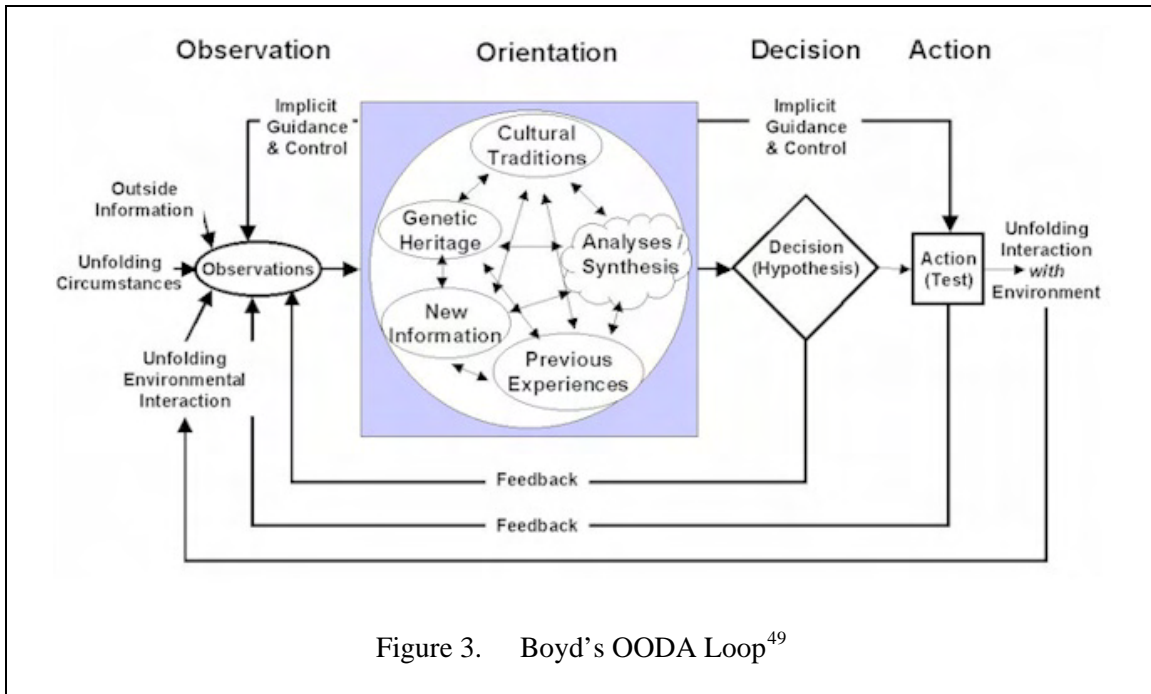 Observation
Orientation
Decision
Action
Implicit
Guidance
& Control
Implicit
Guidance
& Control
Outside
Information
Unfolding
Circumstances
Observations
Unfolding
Environmental
Interaction
Cultural
Traditions
Genetic
Heritage
Analyses /
Synthesis
New
Information
Previous
Experiences
Decision
(Hypothesis)
Action
(Test)
Unfolding
Interaction
with
Environment
Feedback
Feedback
Figure 3. Boyd’s OODA Loop49